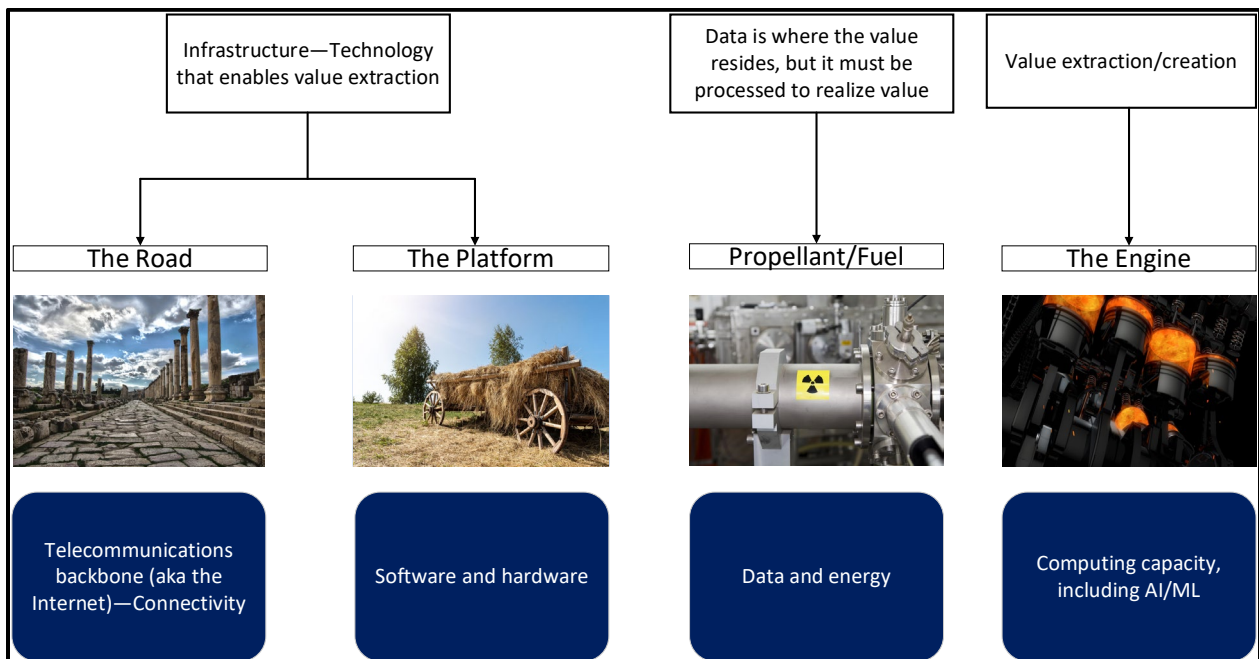 Infrastructure—Technology
that enables value extraction
Data is where the value
resides, but it must be
processed to realize value
Value extraction/creation
The Road
The Platform
Propellant/Fuel
The Engine
Telecommunications
backbone (aka the
Internet)—Connectivity
Software and hardware
Data and energy
Computing capacity,
including AI/ML